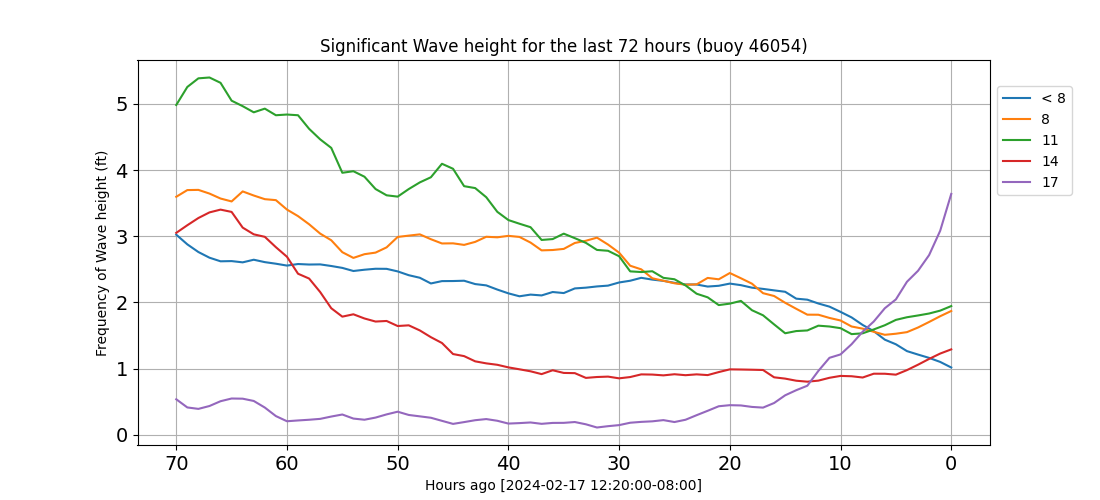 Significant Wave height for the last 72 hours (buoy 46054)
Frequency of Wave height (ft)
5
4
3
2
1
0
70 60 50 40 30 20 10 0
Hours ago [2024-02-17 12:20:00-08:00]
< 8
8
11
14
17